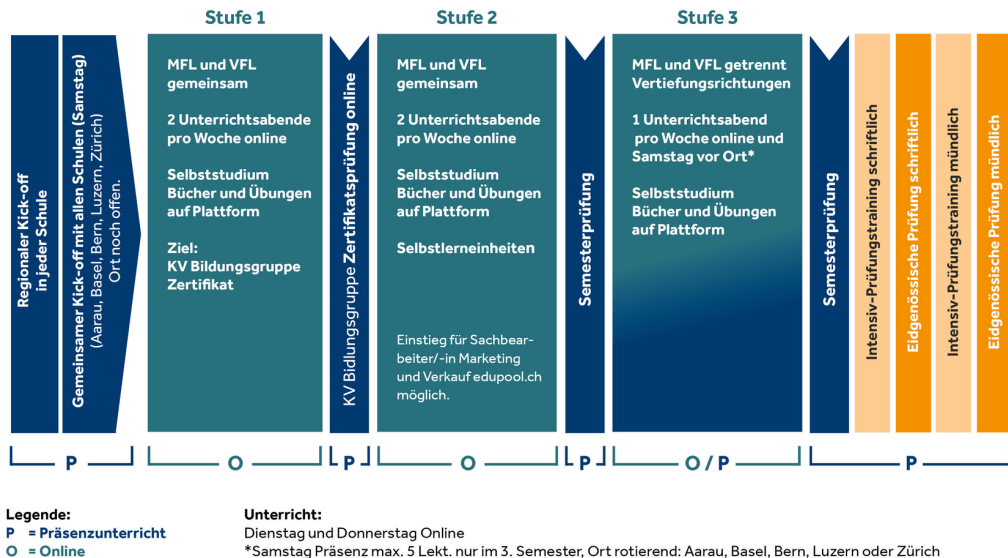 Stufe 1
Stufe 2
Stufe 3
Regionaler Kick-off
in jeder Schule
Gemeinsamer Kick-off mit allen Schulen (Samstag)
(Aarau, Basel, Bern, Luzern, Zürich)
Ort noch offen.
MFL und VFL
gemeinsam
2 Unterrichtsabende
pro Woche online
Selbststudium
Bücher und Übungen
auf Plattform
Ziel:
KV Bildungsgruppe
Zertifikat
KV Bidlungsgruppe Zertifikatsprüfung online
MFL und VFL
gemeinsam
2 Unterrichtsabende
pro Woche online
Selbststudium
Bücher und Übungen
auf Plattform
Selbstlerneinheiten
Einstieg für Sachbear-
beiter/-in Marketing
und Verkauf edupool.ch
möglich.
Semesterprüfung
MFL und VFL getrennt
Vertiefungsrichtungen
1 Unterrichtsabend
pro Woche online und
Samstag vor Ort*
Selbststudium
Bücher und Übungen
auf Plattform
Semesterprüfung
Intensiv-Prüfungstraining schriftlich
Eidgenössische Prüfung schriftlich
Intensiv-Prüfungstraining mündlich
Eidgenössische Prüfung mündlich
P
O
P
O
P
O / P
P
Legende:
P = Präsenzunterricht
O = Online
Unterricht:
Dienstag und Donnerstag Online
*Samstag Präsenz max. 5 Lekt. nur im 3. Semester, Ort rotierend: Aarau, Basel, Bern, Luzern oder Zürich